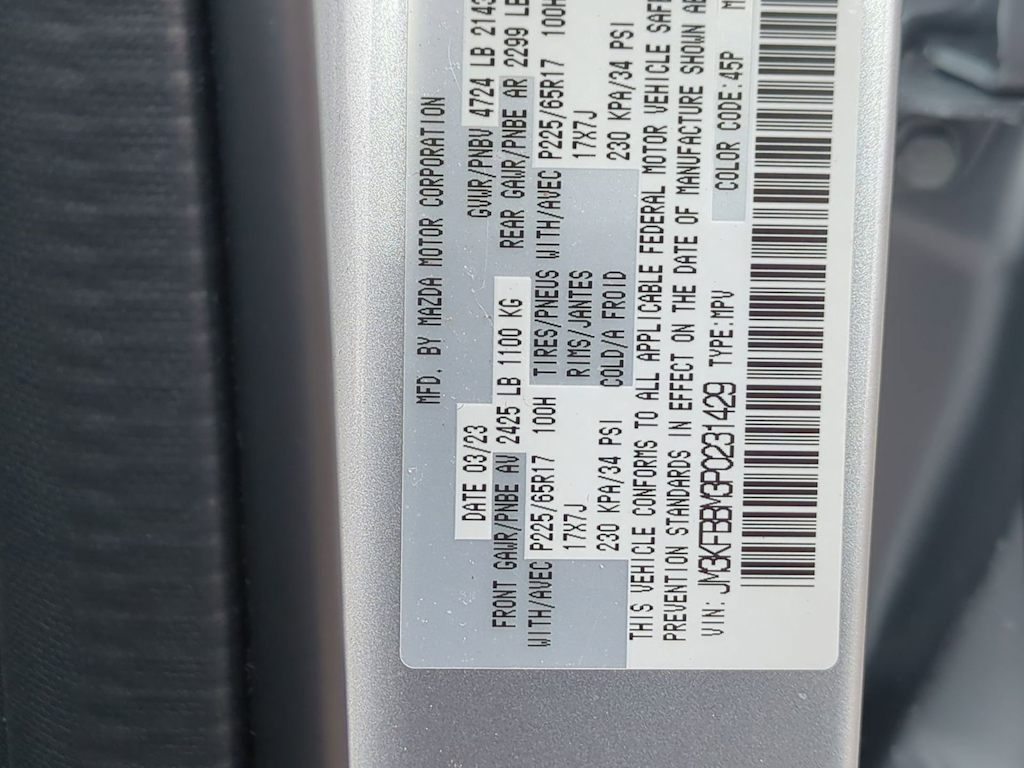 MFD. BY MAZDA MOTOR CORPORATION
DATE 03/23 GVWR/PNBV 4724 LB 2143
FRONT GAWR/PNBE AV 2425 LB 1100 KG REAR GAWR/PNBE AR 2299 LB
WITH/AVEC P225/65R17 100H TIRES/PNEUS WITH/AVEC P225/65R17 100H
17X7J RIMS/JANTES 17X7J
230 KPA/34 PSI COLD/A FROID 230 KPA/34 PSI
THIS VEHICLE CONFORMS TO ALL APPLICABLE FEDERAL MOTOR VEHICLE
PREVENTION STANDARDS IN EFFECT ON THE DATE OF MANUFACTURE SHOWN
VIN: JM3KFBBM3P0231429 TYPE:MPV COLOR CODE:45P